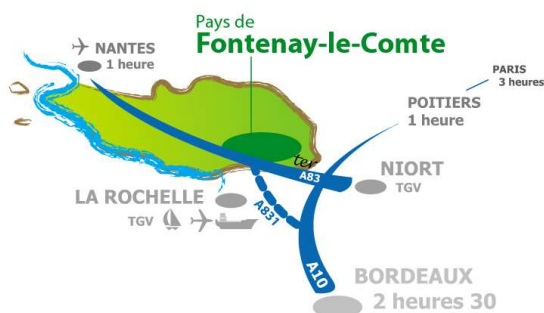 Pays de
Fontenay-le-Comte
NANTES
1 heure
PARIS
3 heures
POITIERS
1 heure
ter
A83
NIORT
TGV
LA ROCHELLE
TGV
A831
A10
BORDEAUX
2 heures 30